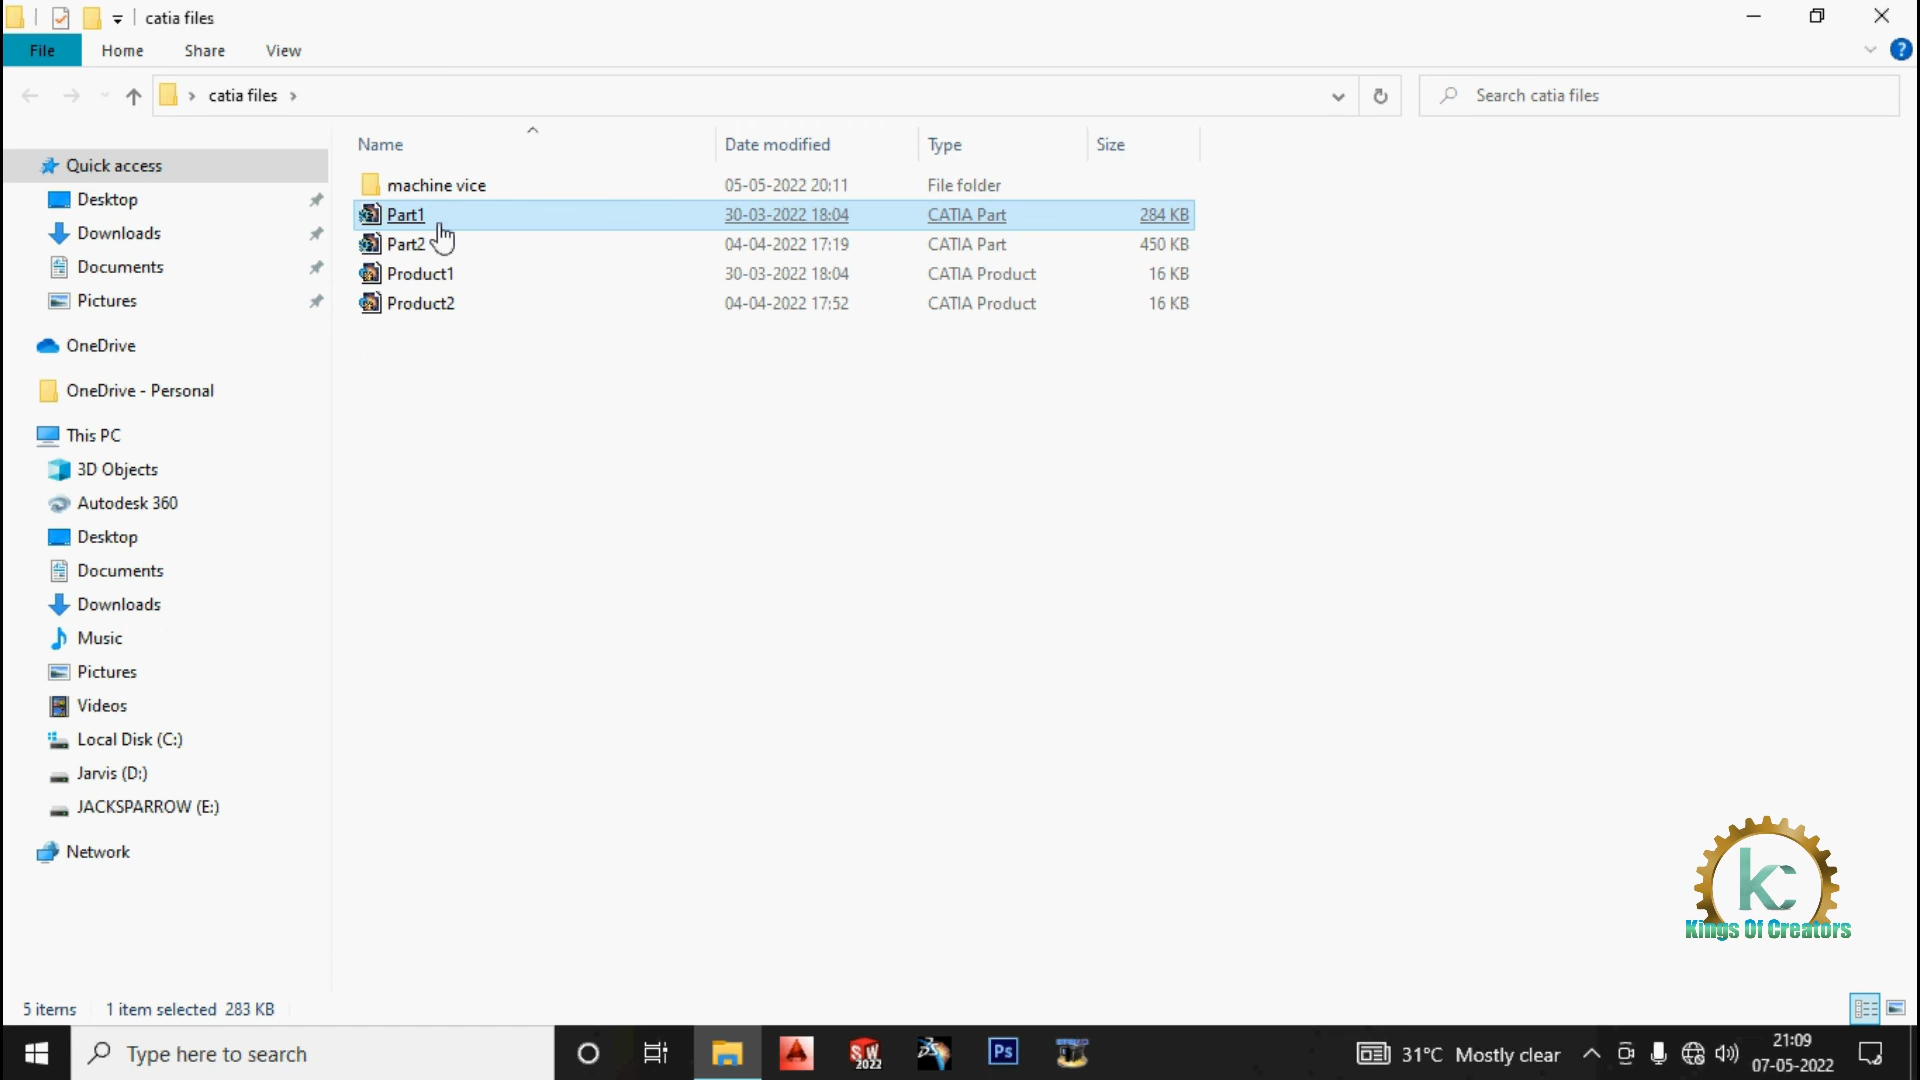 catia files
File Home Share View
catia files
Search catia files
Name Date modified Type Size
machine vice 05-05-2022 20:11 File folder
Part1 30-03-2022 18:04 CATIA Part 284 KB
Part2 04-04-2022 17:19 CATIA Part 450 KB
Product1 30-03-2022 18:04 CATIA Product 16 KB
Product2 04-04-2022 17:52 CATIA Product 16 KB
Quick access
Desktop
Downloads
Documents
Pictures
OneDrive
OneDrive - Personal
This PC
3D Objects
Autodesk 360
Desktop
Documents
Downloads
Music
Pictures
Videos
Local Disk (C:)
Jarvis (D:)
JACKSPARROW (E:)
Network
KC
Kings Of Creators
5 items 1 item selected 283 KB
Type here to search
SW
2022
Ps
31°C Mostly clear
21:09
07-05-2022